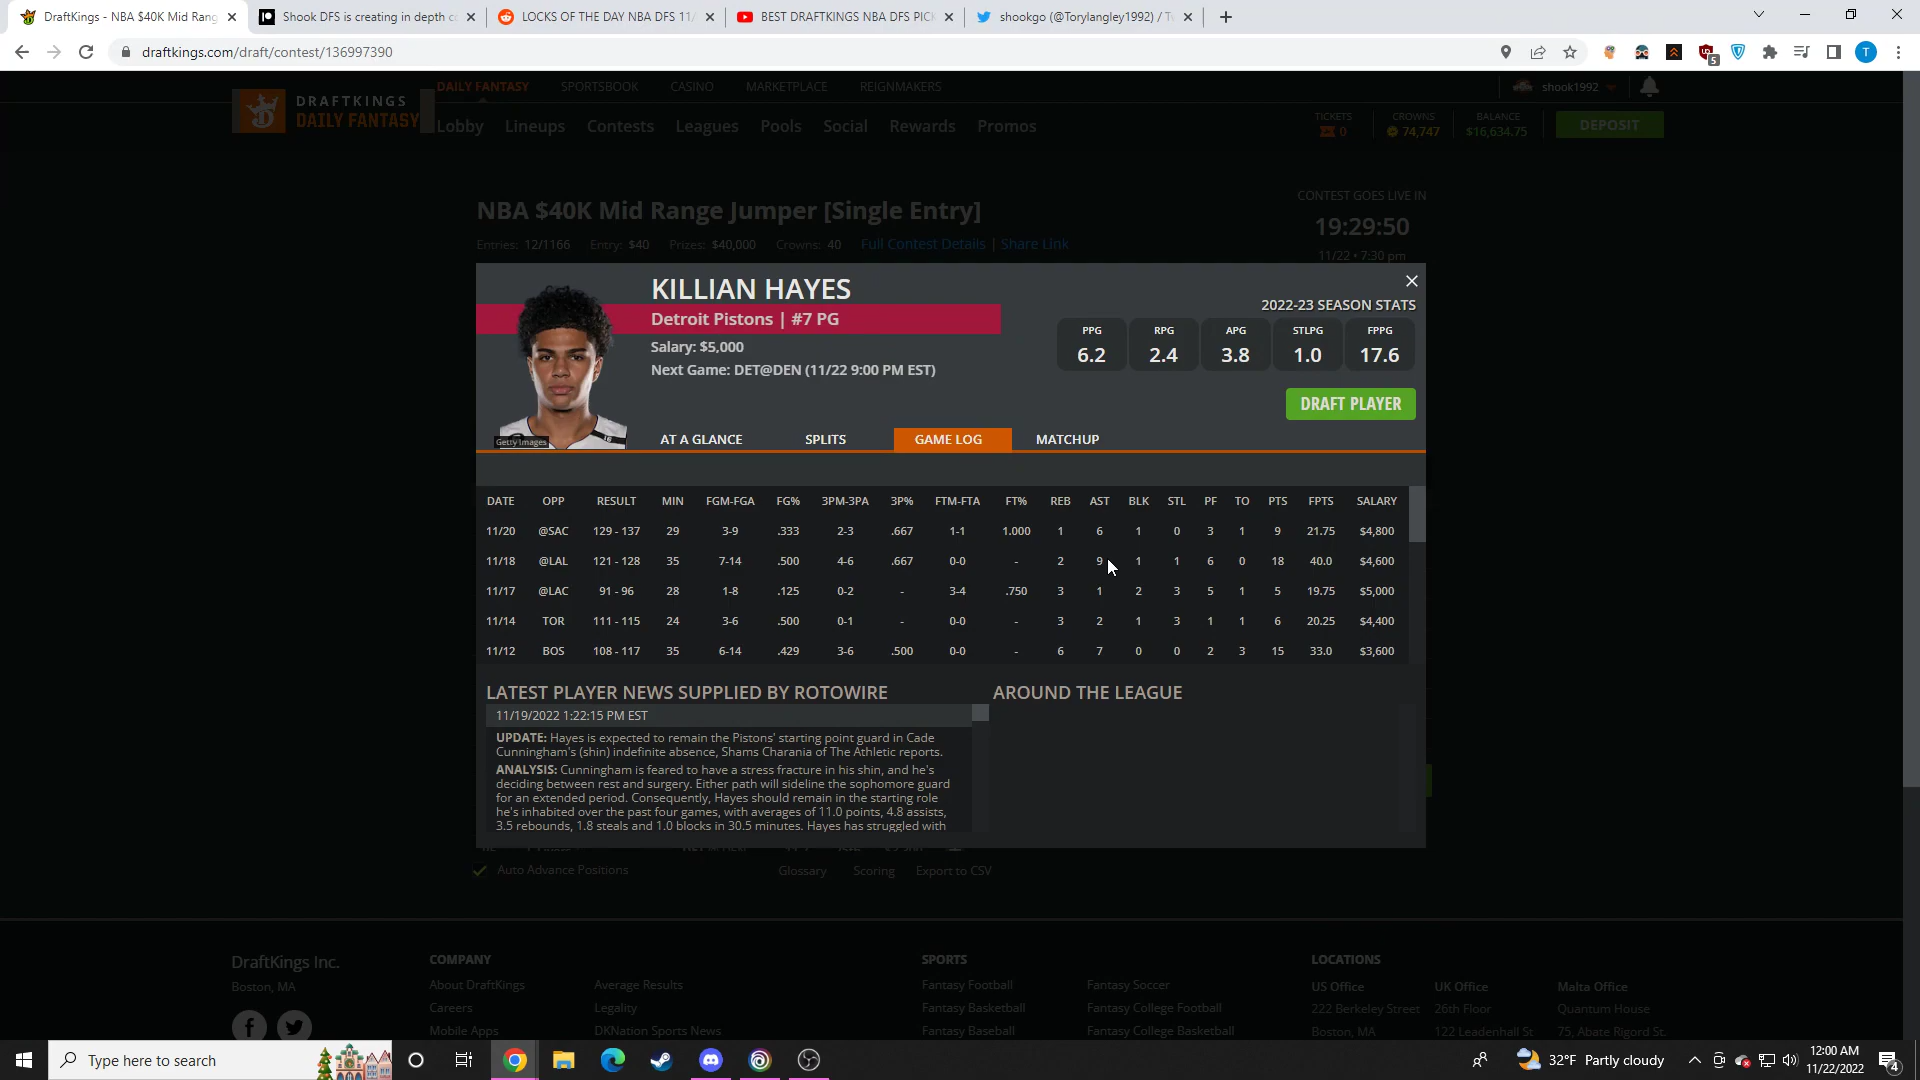 DraftKings - NBA $40K Mid Rang
Shook DFS is creating in depth co
LOCKS OF THE DAY NBA DFS 11/
BEST DRAFTKINGS NBA DFS PICK
shookgo (@Torylangley1992) / Tw
draftkings.com/draft/contest/136997390
5
T
DAILY FANTASY
SPORTSBOOK
CASINO
MARKETPLACE
REIGNMAKERS
shook1992
DRAFTKINGS
DAILY FANTASY
Lobby
Lineups
Contests
Leagues
Pools
Social
Rewards
Promos
TICKETS
0
CROWNS
74,747
BALANCE
$16,634.75
DEPOSIT
NBA $40K Mid Range Jumper [Single Entry]
CONTEST GOES LIVE IN
19:29:50
11/22 • 7:30 pm
Entries: 12/1166 Entry: $40 Prizes: $40,000 Crowns: 40 Full Contest Details | Share Link
KILLIAN HAYES
Detroit Pistons | #7 PG
Salary: $5,000
Next Game: DET@DEN (11/22 9:00 PM EST)
Getty Images
2022-23 SEASON STATS
PPG RPG APG STLPG FPPG
6.2 2.4 3.8 1.0 17.6
DRAFT PLAYER
AT A GLANCE SPLITS GAME LOG MATCHUP
DATE OPP RESULT MIN FGM-FGA FG% 3PM-3PA 3P% FTM-FTA FT% REB AST BLK STL PF TO PTS FPTS SALARY
11/20 @SAC 129 - 137 29 3-9 .333 2-3 .667 1-1 1.000 1 6 1 0 3 1 9 21.75 $4,800
11/18 @LAL 121 - 128 35 7-14 .500 4-6 .667 0-0 - 2 9 1 1 6 0 18 40.0 $4,600
11/17 @LAC 91 - 96 28 1-8 .125 0-2 - 3-4 .750 3 1 2 3 5 1 5 19.75 $5,000
11/14 TOR 111 - 115 24 3-6 .500 0-1 - 0-0 - 3 2 1 3 1 1 6 20.25 $4,400
11/12 BOS 108 - 117 35 6-14 .429 3-6 .500 0-0 - 6 7 0 0 2 3 15 33.0 $3,600
LATEST PLAYER NEWS SUPPLIED BY ROTOWIRE
AROUND THE LEAGUE
11/19/2022 1:22:15 PM EST
UPDATE: Hayes is expected to remain the Pistons' starting point guard in Cade
Cunningham's (shin) indefinite absence, Shams Charania of The Athletic reports.
ANALYSIS: Cunningham is feared to have a stress fracture in his shin, and he's
deciding between rest and surgery. Either path will sideline the sophomore guard
for an extended period. Consequently, Hayes should remain in the starting role
he's inhabited over the past four games, with averages of 11.0 points, 4.8 assists,
3.5 rebounds, 1.8 steals and 1.0 blocks in 30.5 minutes. Hayes has struggled with
Auto Advance Positions
Glossary
Scoring
Export to CSV
DraftKings Inc.
Boston, MA
COMPANY
About DraftKings
Careers
Mobile Apps
Average Results
Legality
DKNation Sports News
SPORTS
Fantasy Football
Fantasy Basketball
Fantasy Baseball
Fantasy Soccer
Fantasy College Football
Fantasy College Basketball
LOCATIONS
US Office
222 Berkeley Street
Boston, MA
UK Office
26th Floor
122 Leadenhall St
Malta Office
Quantum House
75, Abate Rigord St.
Type here to search
32°F Partly cloudy
12:00 AM
11/22/2022
4